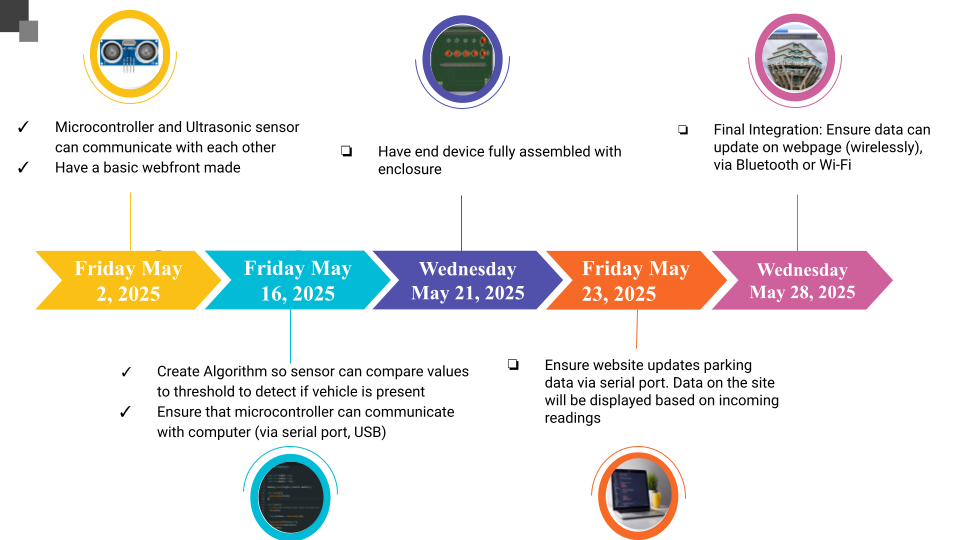 ✓ Microcontroller and Ultrasonic sensor
can communicate with each other
✓ Have a basic webfront made
❏ Have end device fully assembled with
enclosure
❏ Final Integration: Ensure data can
update on webpage (wirelessly),
via Bluetooth or Wi-Fi
Friday May
2, 2025
Friday May
16, 2025
Wednesday
May 21, 2025
Friday May
23, 2025
Wednesday
May 28, 2025
✓ Create Algorithm so sensor can compare values
to threshold to detect if vehicle is present
✓ Ensure that microcontroller can communicate
with computer (via serial port, USB)
❏ Ensure website updates parking
data via serial port. Data on the site
will be displayed based on incoming
readings